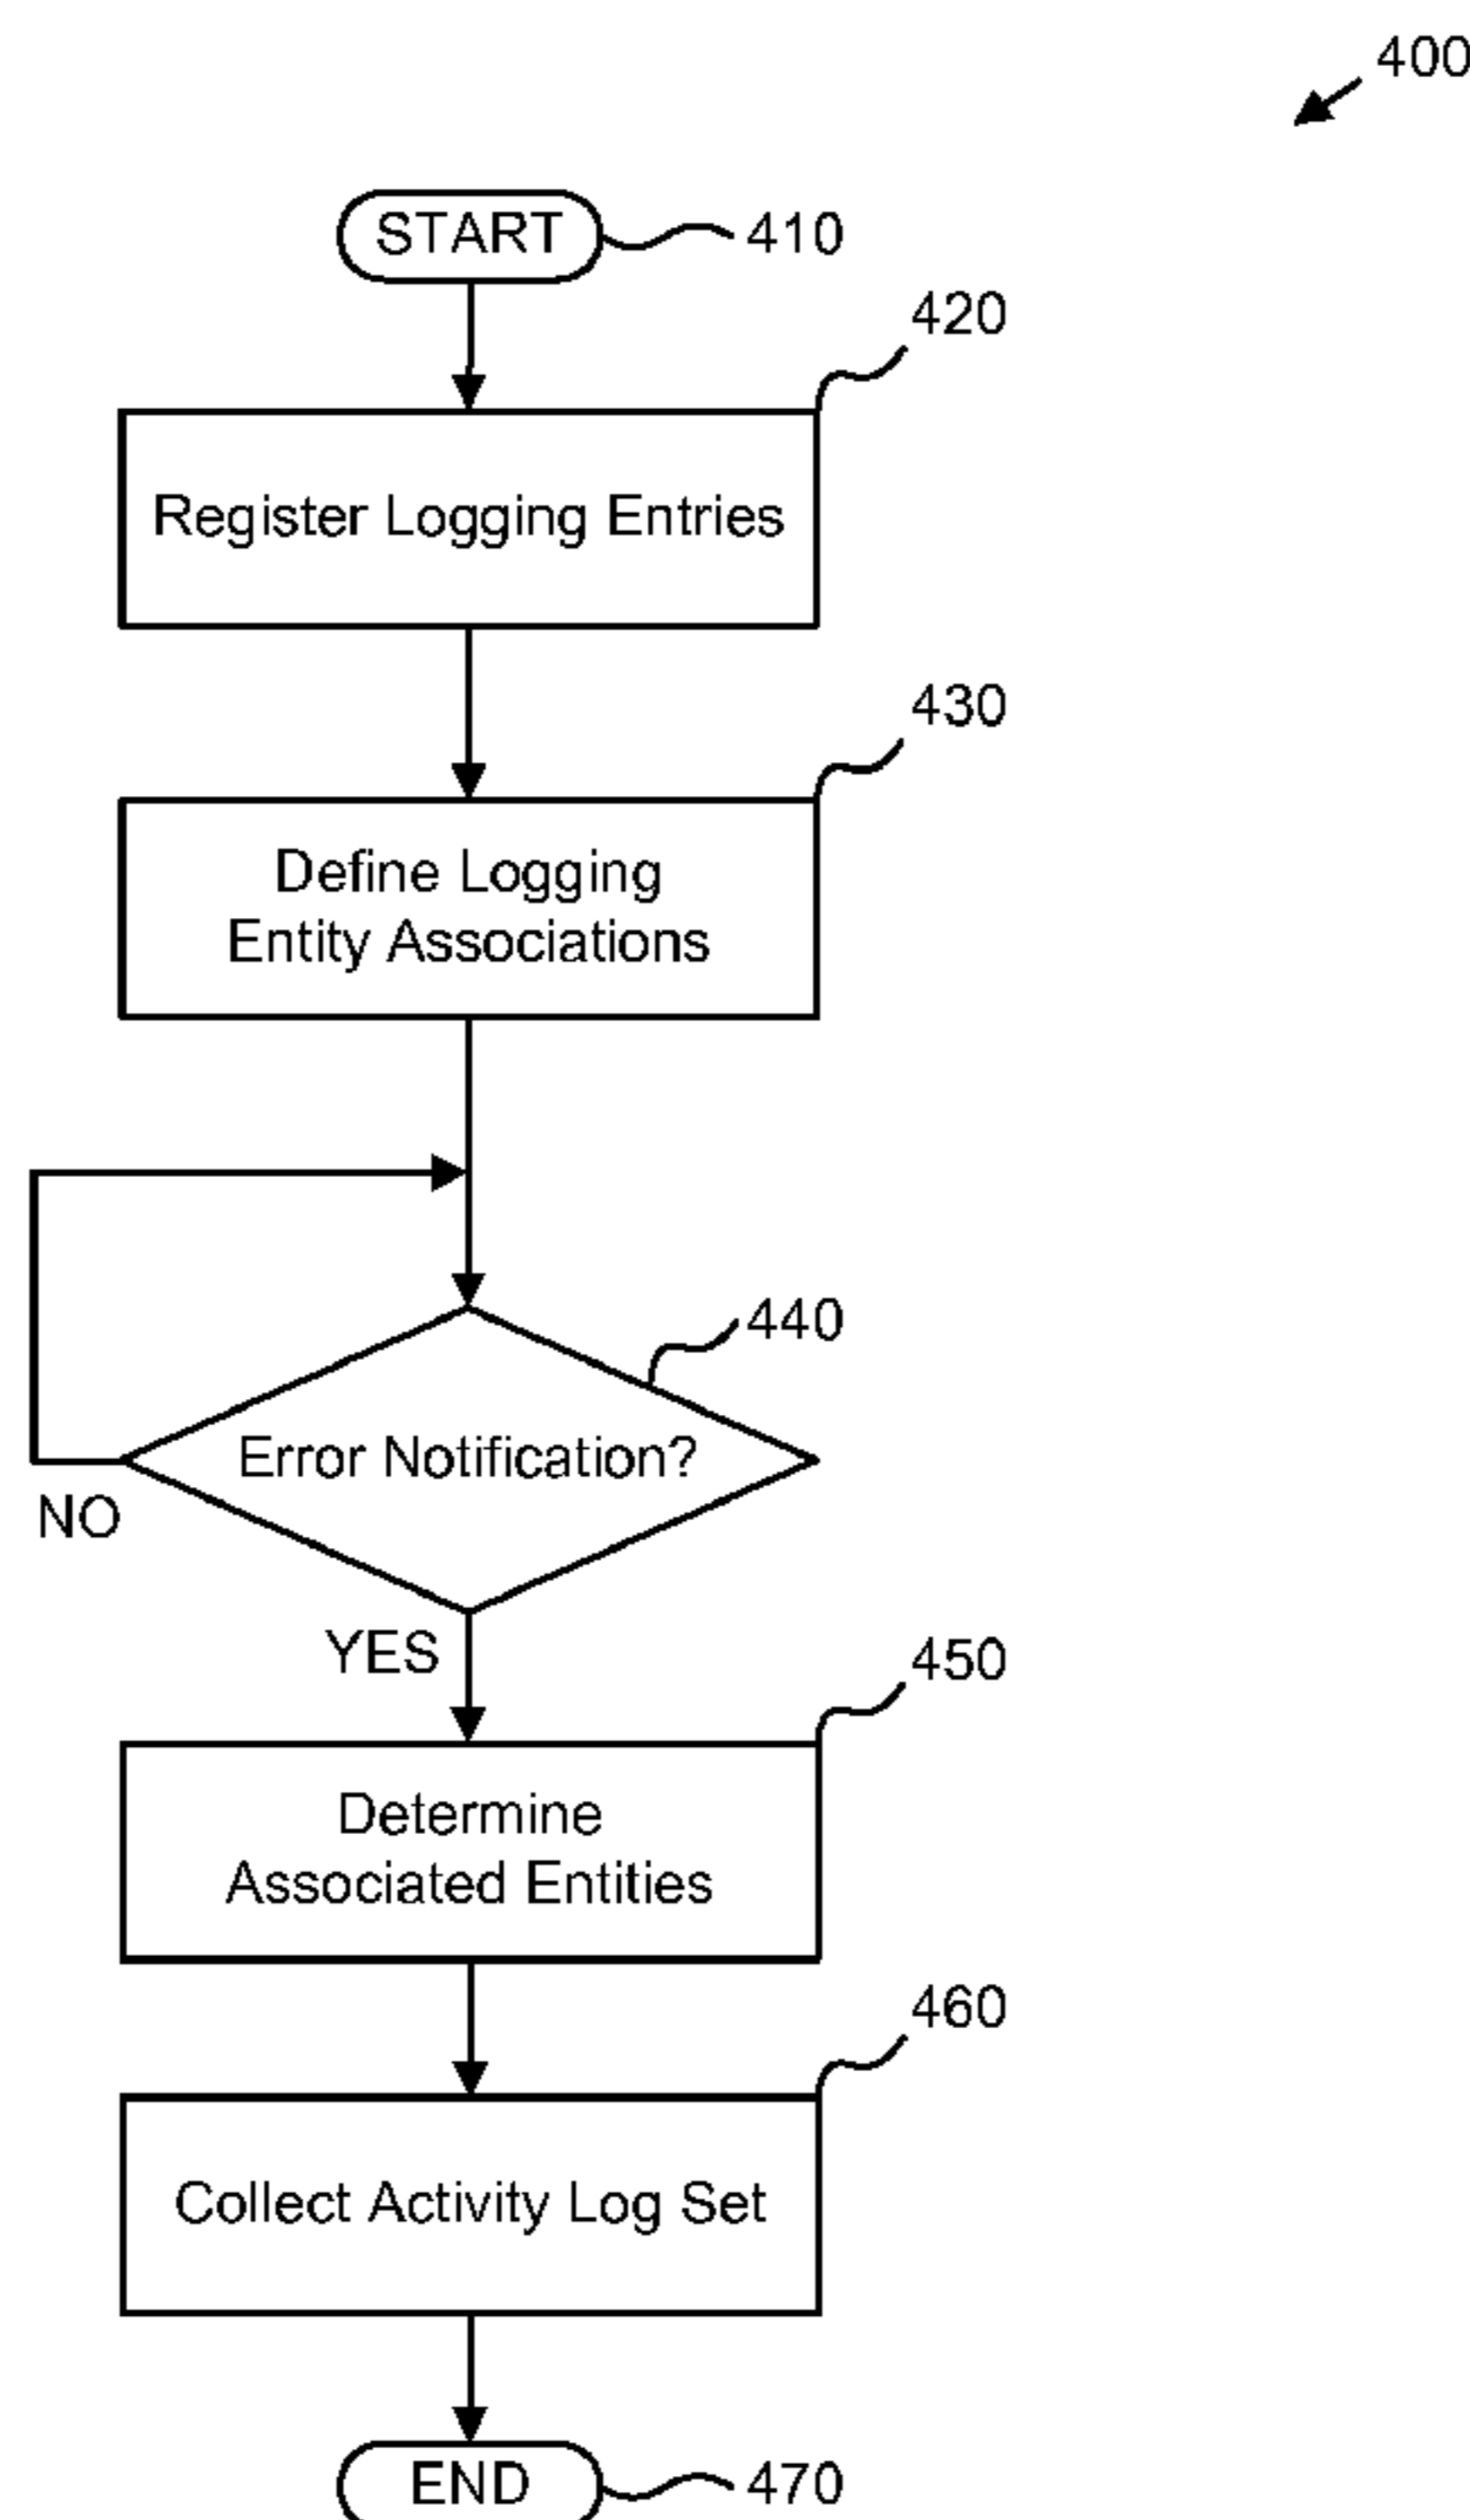 400
START
410
420
Register Logging Entries
430
Define Logging
Entity Associations
440
Error Notification?
NO
YES
450
Determine
Associated Entities
460
Collect Activity Log Set
END
470